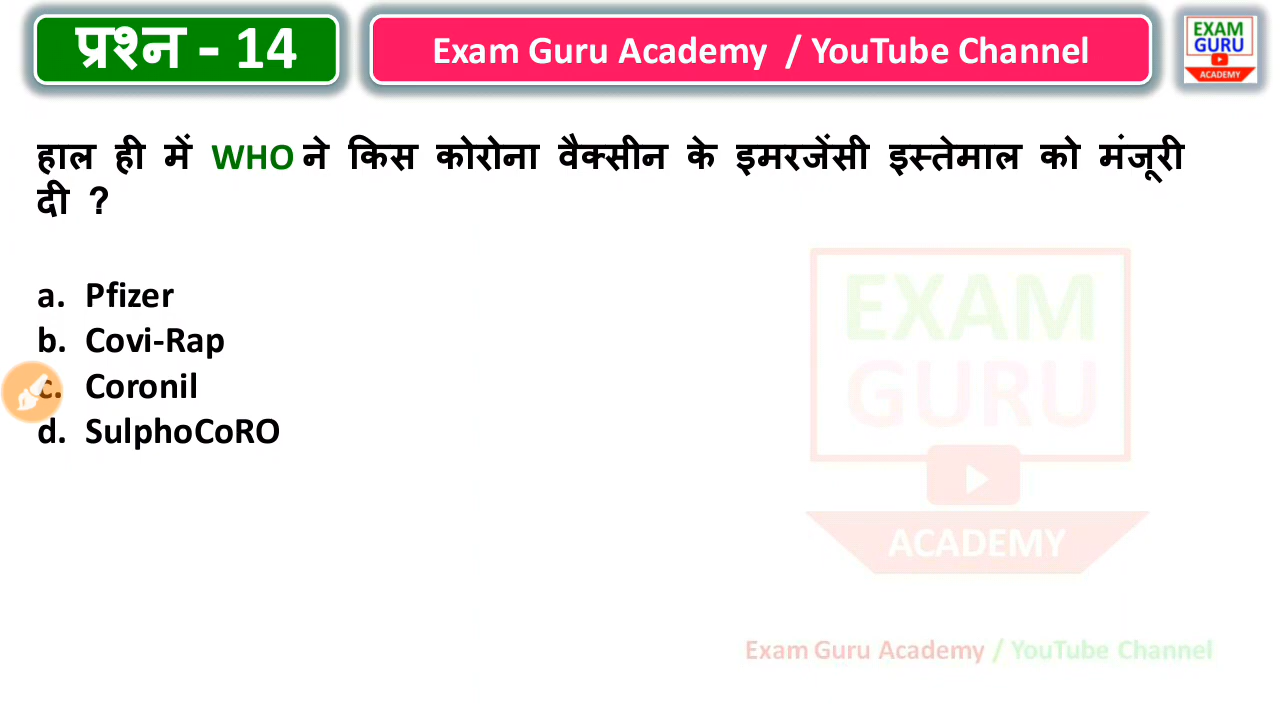 प्रश्न - 14
Exam Guru Academy / YouTube Channel
EXAM
GURU
ACADEMY
हाल ही में WHO ने किस कोरोना वैक्सीन के इमरजेंसी इस्तेमाल को मंजूरी
दी ?
a. Pfizer
b. Covi-Rap
c. Coronil
d. SulphoCoRO
EXAM
GURU
ACADEMY
Exam Guru Academy / YouTube Channel